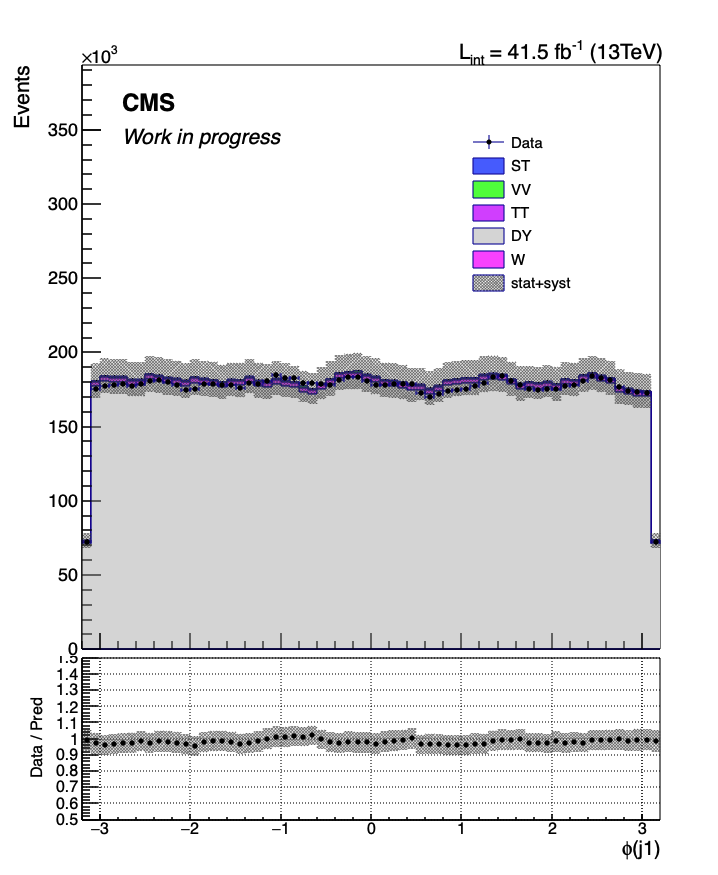 ×10³
L_int = 41.5 fb⁻¹ (13TeV)
Events
CMS
Work in progress
350
300
250
200
150
100
50
0
Data
ST
VV
TT
DY
W
stat+syst
Data / Pred
1.5
1.4
1.3
1.2
1.1
1
0.9
0.8
0.7
0.6
0.5
−3 −2 −1 0 1 2 3
ϕ(j1)